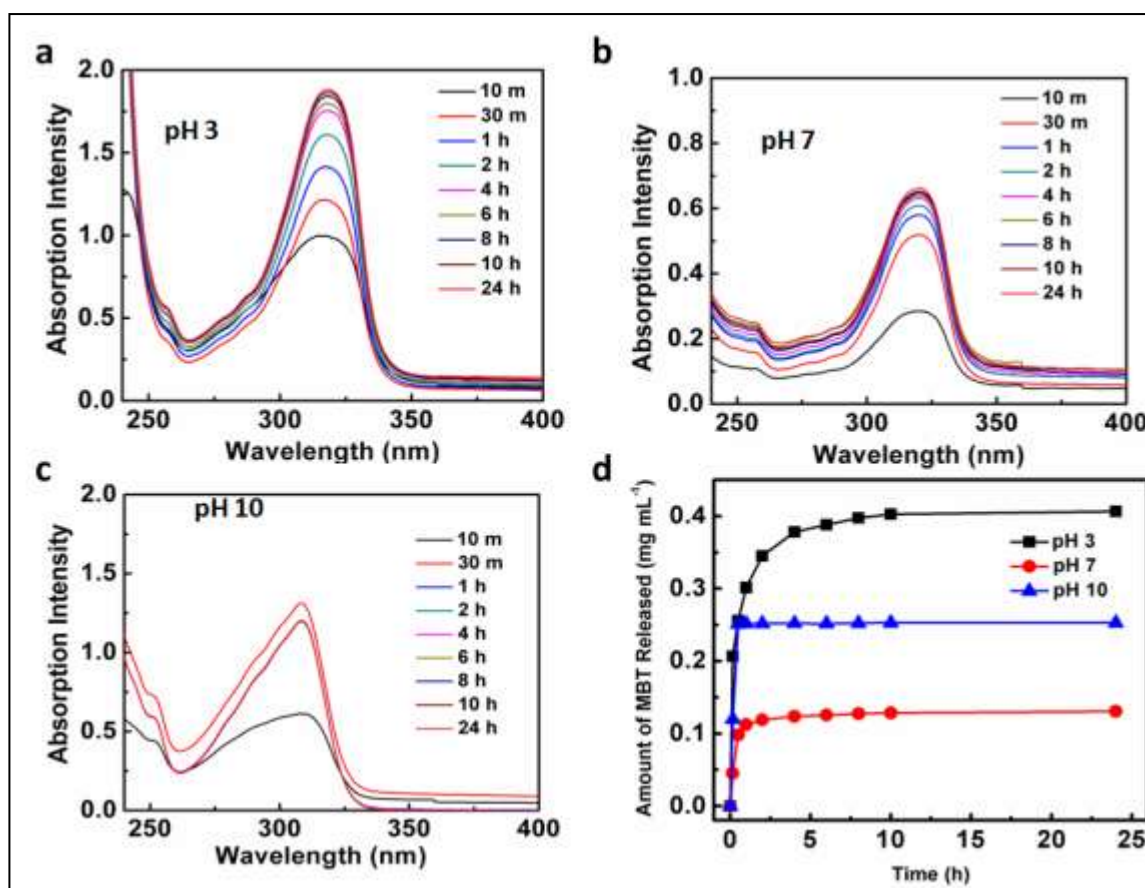 a
pH 3
Absorption Intensity
2.0
1.5
1.0
0.5
0.0
250
300
350
400
Wavelength (nm)
10 m
30 m
1 h
2 h
4 h
6 h
8 h
10 h
24 h
b
pH 7
Absorption Intensity
1.0
0.8
0.6
0.4
0.2
0.0
250
300
350
400
Wavelength (nm)
10 m
30 m
1 h
2 h
4 h
6 h
8 h
10 h
24 h
c
pH 10
Absorption Intensity
2.0
1.5
1.0
0.5
0.0
250
300
350
400
Wavelength (nm)
10 m
30 m
1 h
2 h
4 h
6 h
8 h
10 h
24 h
d
Amount of MBT Released (mg mL-1)
0.4
0.3
0.2
0.1
0.0
0
5
10
15
20
25
Time (h)
pH 3
pH 7
pH 10